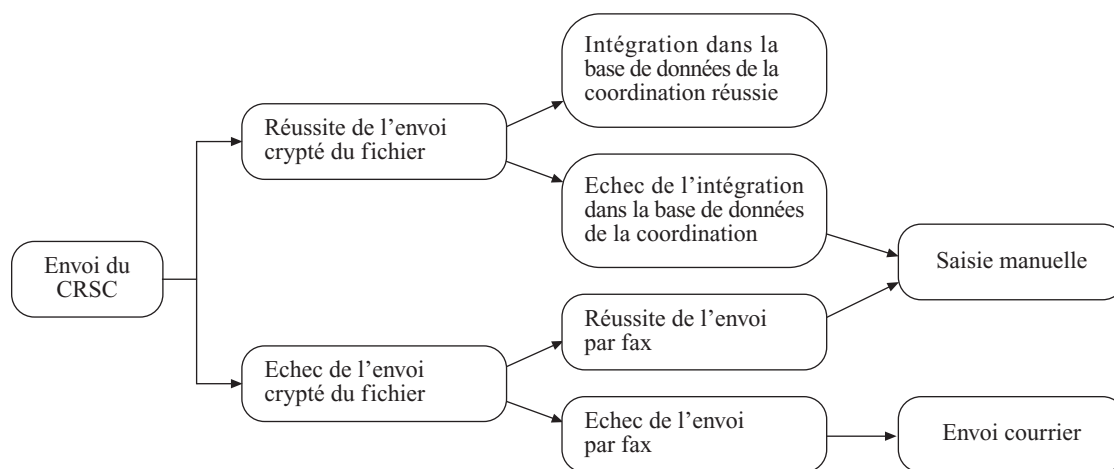 Intégration dans la
base de données de la
coordination réussie
Réussite de l'envoi
crypté du fichier
Echec de l'intégration
dans la base de données
de la coordination
Envoi du
CRSC
Saisie manuelle
Réussite de l'envoi
par fax
Echec de l'envoi
crypté du fichier
Echec de l'envoi
par fax
Envoi courrier